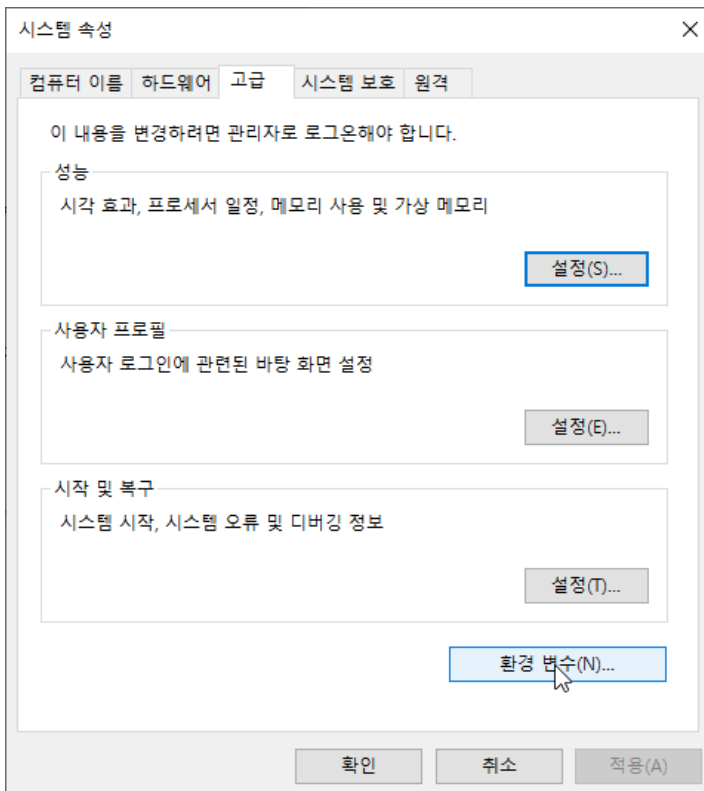 시스템 속성
컴퓨터 이름 하드웨어 고급 시스템 보호 원격
이 내용을 변경하려면 관리자로 로그온해야 합니다.
성능
시각 효과, 프로세서 일정, 메모리 사용 및 가상 메모리
설정(S)...
사용자 프로필
사용자 로그인에 관련된 바탕 화면 설정
설정(E)...
시작 및 복구
시스템 시작, 시스템 오류 및 디버깅 정보
설정(T)...
환경 변수(N)...
확인 취소 적용(A)